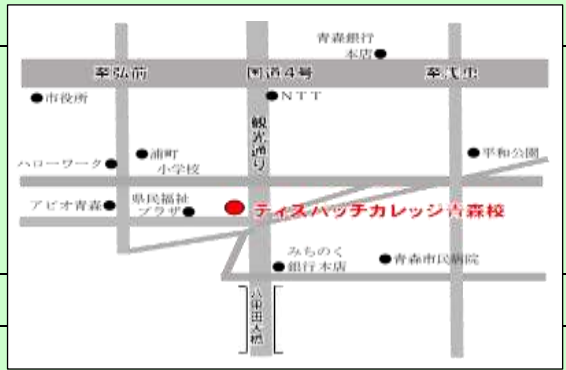 青森銀行
本店
至弘前
国道4号
至浅虫
市役所
NTT
観光通り
ハローワーク
浦町
小学校
平和公園
アピオ青森
県民福祉
プラザ
ディスパッチカレッジ青森校
みちのく
銀行本店
青森市民病院
八甲田大橋